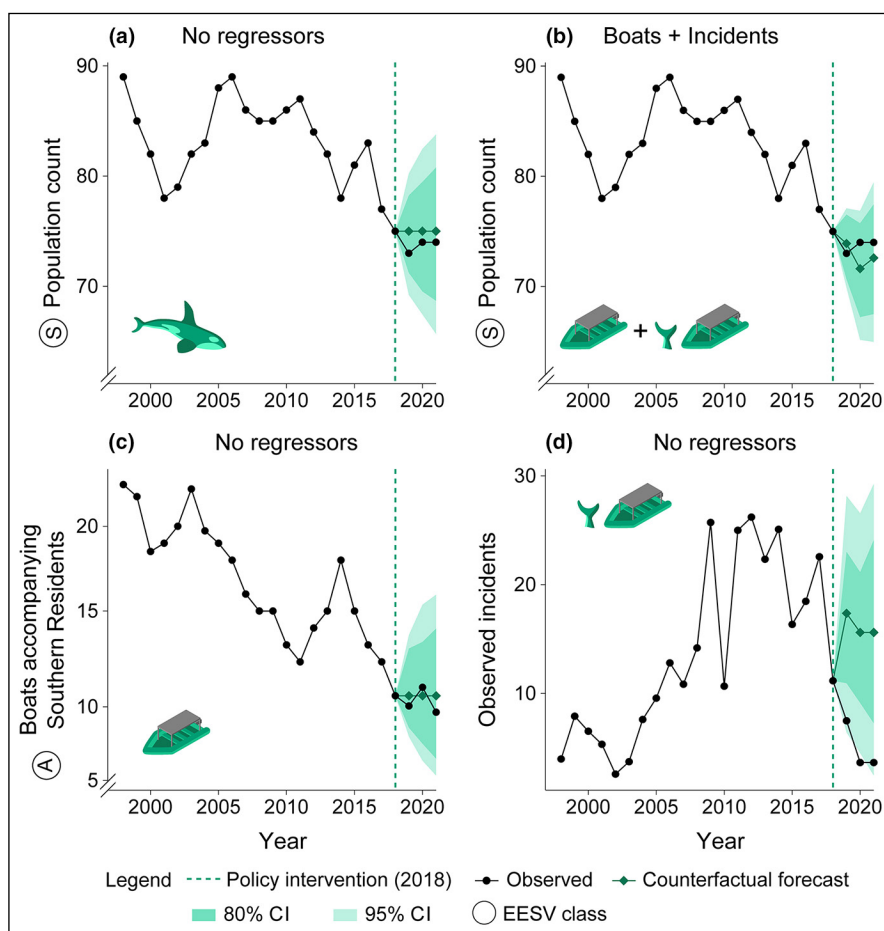 (a) No regressors
90
80
70
Ⓢ Population count
2000 2005 2010 2015 2020
(b) Boats + Incidents
90
80
70
Ⓢ Population count
+
2000 2005 2010 2015 2020
(c) No regressors
20
15
10
5
Ⓐ Boats accompanying
Southern Residents
2000 2005 2010 2015 2020
Year
(d) No regressors
30
20
10
Observed incidents
2000 2005 2010 2015 2020
Year
Legend Policy intervention (2018) Observed Counterfactual forecast
80% CI 95% CI EESV class